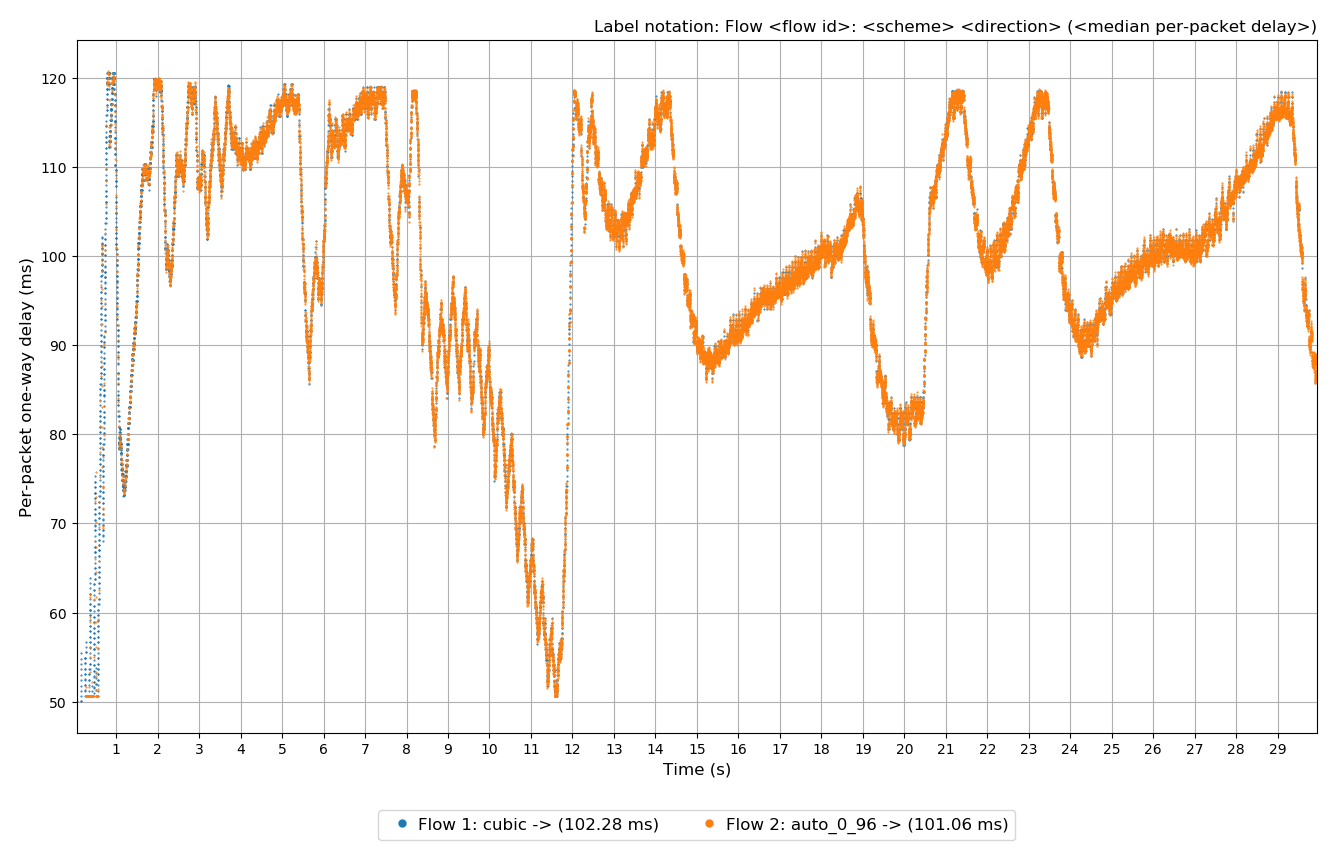 Label notation: Flow <flow id>: <scheme> <direction> (<median per-packet delay>)
Per-packet one-way delay (ms)
120
110
100
90
80
70
60
50
1 2 3 4 5 6 7 8 9 10 11 12 13 14 15 16 17 18 19 20 21 22 23 24 25 26 27 28 29
Time (s)
Flow 1: cubic -> (102.28 ms) Flow 2: auto_0_96 -> (101.06 ms)